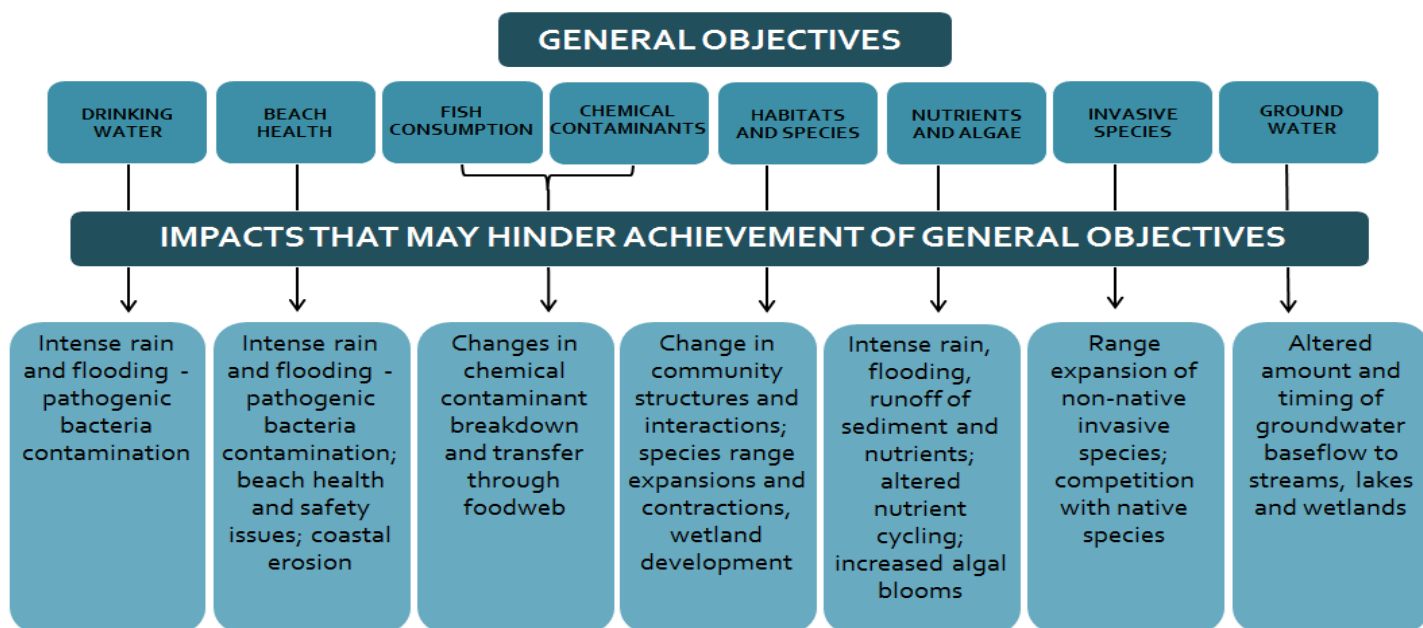 GENERAL OBJECTIVES
DRINKING
WATER
BEACH
HEALTH
FISH
CONSUMPTION
CHEMICAL
CONTAMINANTS
HABITATS
AND SPECIES
NUTRIENTS
AND ALGAE
INVASIVE
SPECIES
GROUND
WATER
IMPACTS THAT MAY HINDER ACHIEVEMENT OF GENERAL OBJECTIVES
Intense rain
and flooding -
pathogenic
bacteria
contamination
Intense rain
and flooding -
pathogenic
bacteria
contamination;
beach health
and safety
issues; coastal
erosion
Changes in
chemical
contaminant
breakdown
and transfer
through
foodweb
Change in
community
structures and
interactions;
species range
expansions and
contractions,
wetland
development
Intense rain,
flooding,
runoff of
sediment and
nutrients;
altered
nutrient
cycling;
increased algal
blooms
Range
expansion of
non-native
invasive
species;
competition
with native
species
Altered
amount and
timing of
groundwater
baseflow to
streams, lakes
and wetlands